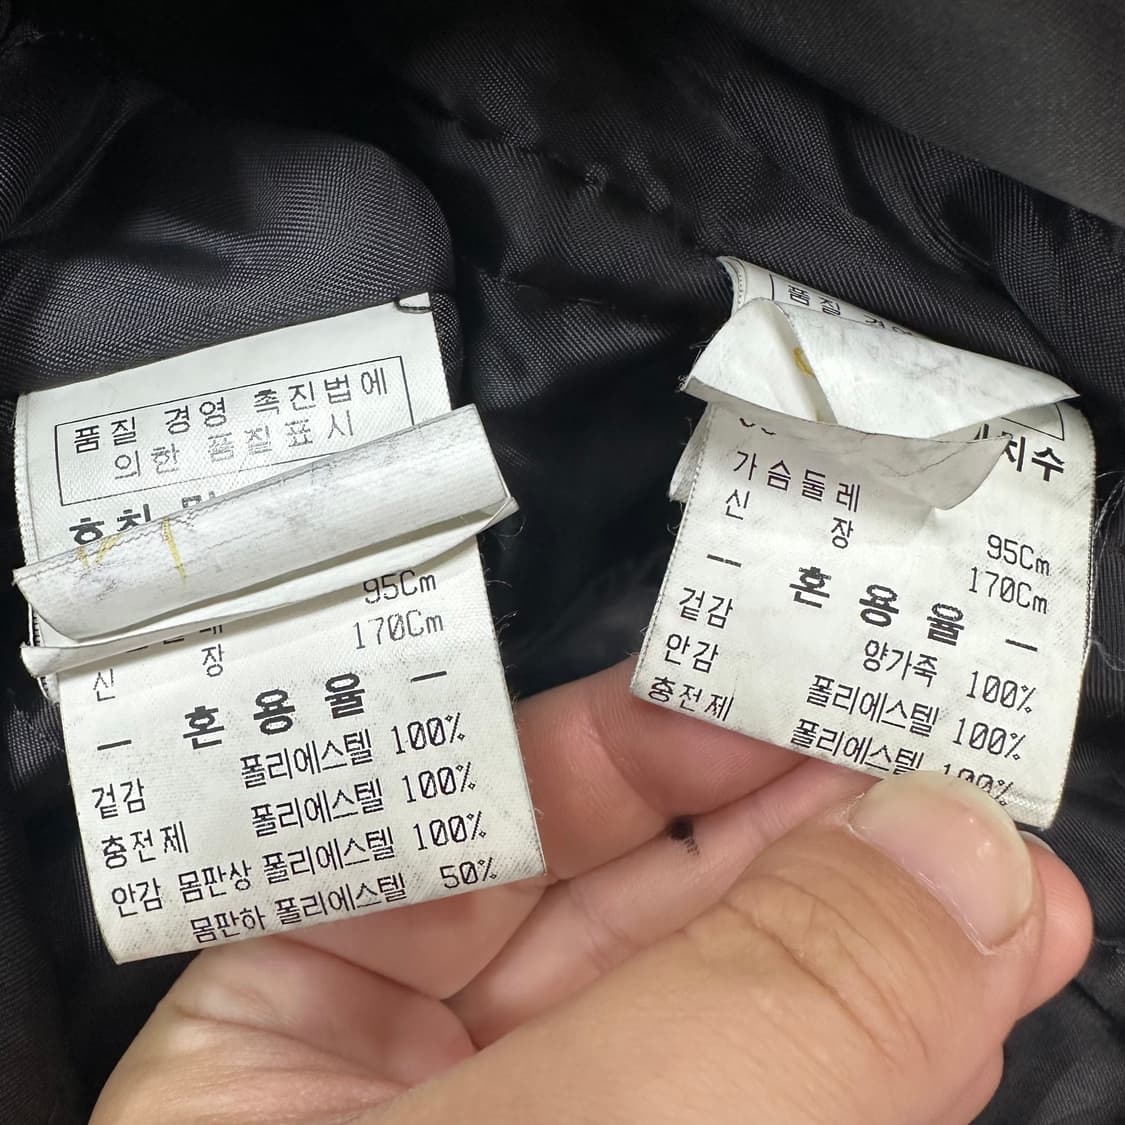 품질 경영 촉진법에
의한 품질표시
95Cm
신 장 170Cm
— 혼 용 율 —
겉감 폴리에스텔 100%
충전제 폴리에스텔 100%
안감 몸판상 폴리에스텔 100%
몸판하 폴리에스텔 50%
품질
치수
가슴둘레 95Cm
신 장 170Cm
— 혼 용 율 —
겉감 양가죽 100%
안감 폴리에스텔 100%
충전제 폴리에스텔 100%